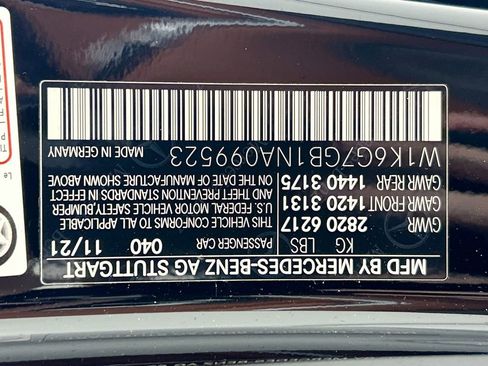 MFD BY MERCEDES-BENZ AG STUTTGART
KG LBS
GVWR 2820 6217
GAWR FRONT 1420 3131
GAWR REAR 1440 3175
PASSENGER CAR 040 11/21
THIS VEHICLE CONFORMS TO ALL APPLICABLE
U.S. FEDERAL MOTOR VEHICLE SAFETY,BUMPER,
AND THEFT PREVENTION STANDARDS IN EFFECT
ON THE DATE OF MANUFACTURE SHOWN ABOVE
W1K6G7GB1NA099523 MADE IN GERMANY